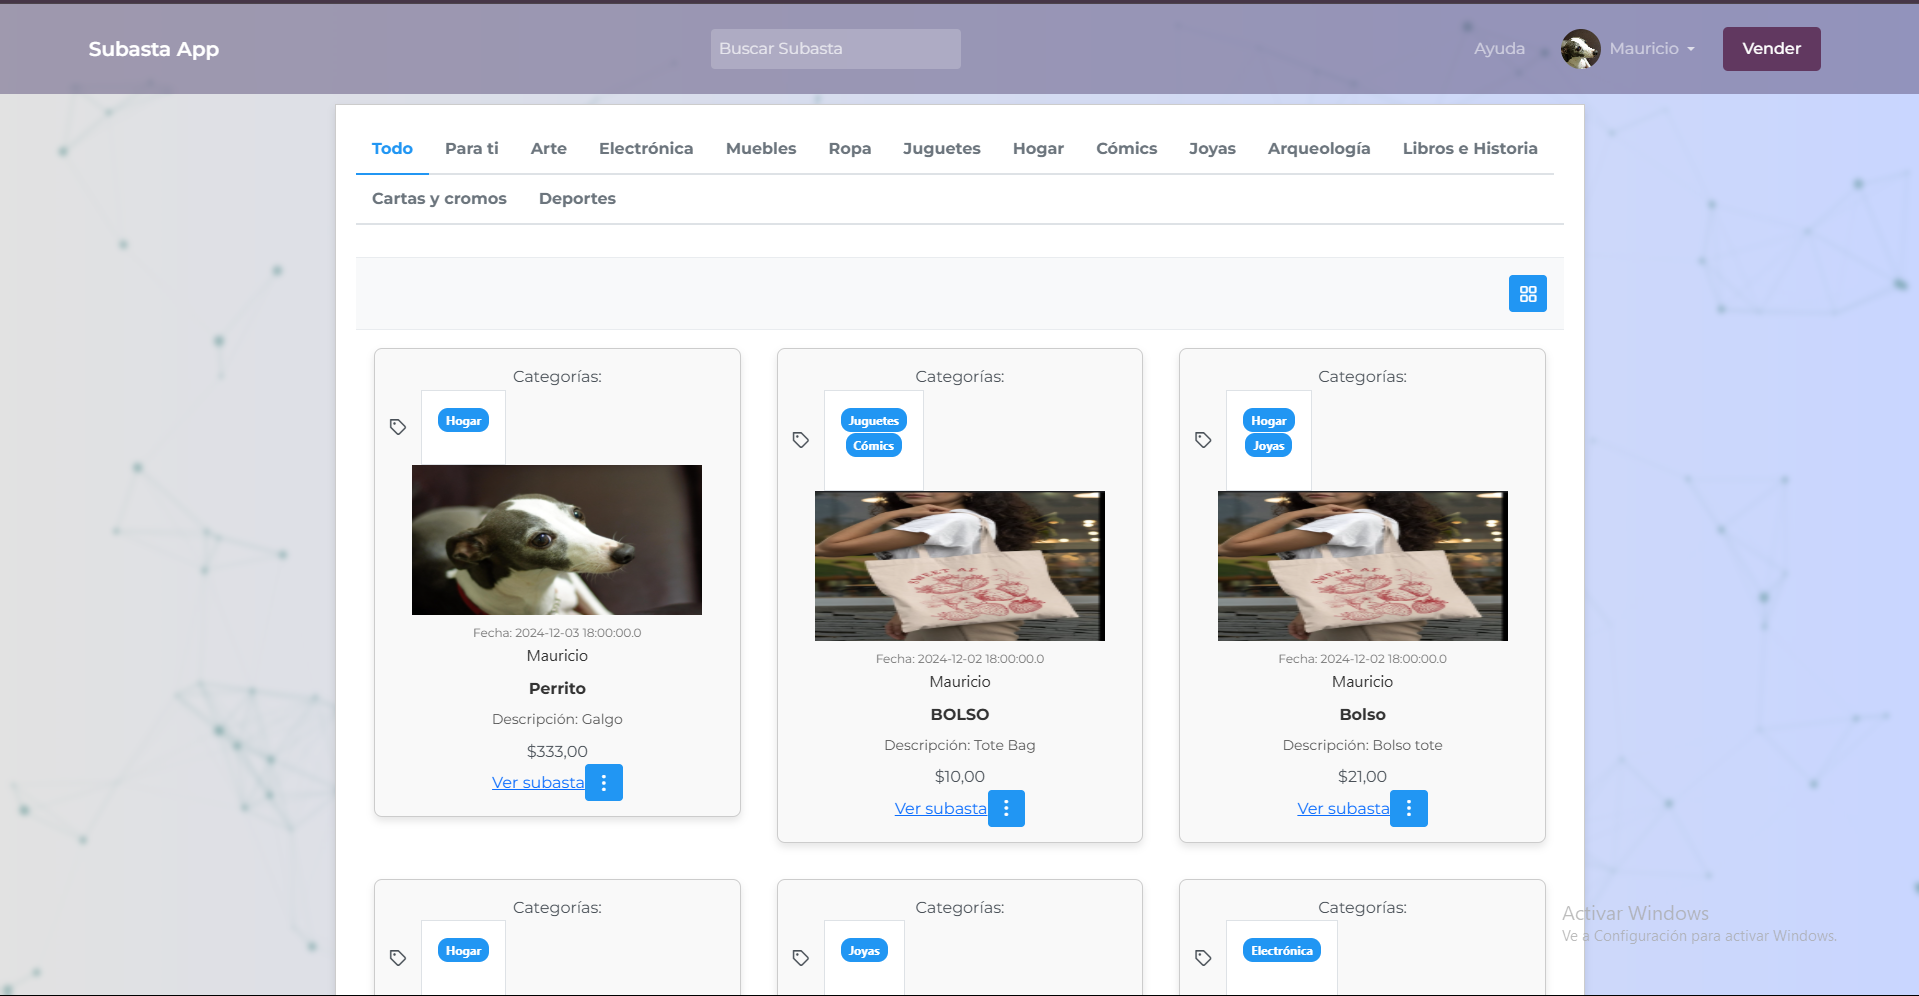 Subasta App
Buscar Subasta
Ayuda
Mauricio
Vender
Todo Para ti Arte Electrónica Muebles Ropa Juguetes Hogar Cómics Joyas Arqueología Libros e Historia
Cartas y cromos Deportes
Categorías:
Hogar
Fecha: 2024-12-03 18:00:00.0
Mauricio
Perrito
Descripción: Galgo
$333,00
Ver subasta
Categorías:
Juguetes
Cómics
SWEET AS
Fecha: 2024-12-02 18:00:00.0
Mauricio
BOLSO
Descripción: Tote Bag
$10,00
Ver subasta
Categorías:
Hogar
Joyas
SWEET AS
Fecha: 2024-12-02 18:00:00.0
Mauricio
Bolso
Descripción: Bolso tote
$21,00
Ver subasta
Categorías:
Hogar
Categorías:
Joyas
Categorías:
Electrónica
Activar Windows
Ve a Configuración para activar Windows.